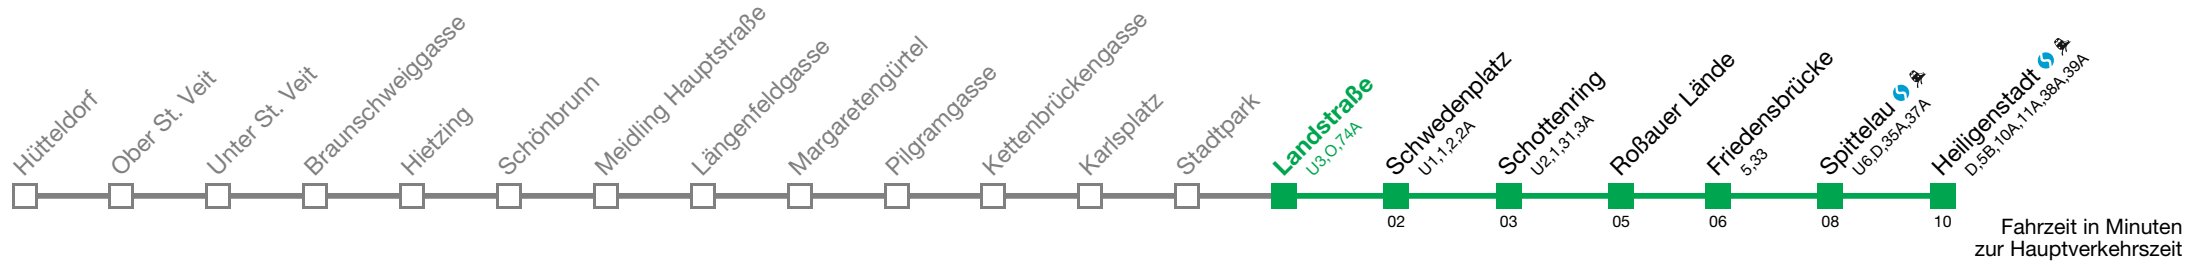 Hütteldorf
Ober St. Veit
Unter St. Veit
Braunschweiggasse
Hietzing
Schönbrunn
Meidling Hauptstraße
Längenfeldgasse
Margaretengürtel
Pilgramgasse
Kettenbrückengasse
Karlsplatz
Stadtpark
Landstraße
U3,O,74A
Schwedenplatz
U1,1,2,2A
02
Schottenring
U2,1,31,3A
03
Roßauer Lände
05
Friedensbrücke
5,33
06
Spittelau
U6,D,35A,37A
08
Heiligenstadt
D,5B,10A,11A,38A,39A
10
Fahrzeit in Minuten
zur Hauptverkehrszeit